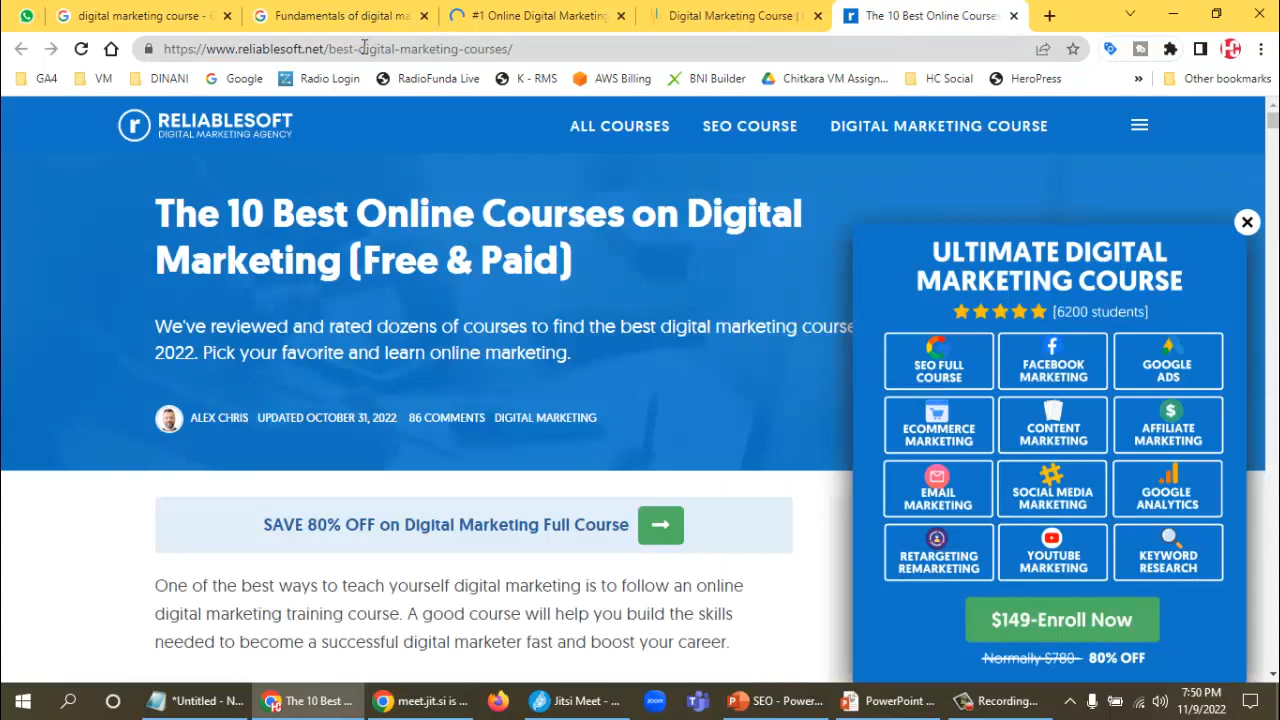 digital marketing course - G
Fundamentals of digital ma
#1 Online Digital Marketing
Digital Marketing Course |
The 10 Best Online Courses
https://www.reliablesoft.net/best-digital-marketing-courses/
GA4
VM
DINANI
Google
Radio Login
RadioFunda Live
K - RMS
AWS Billing
BNI Builder
Chitkara VM Assign...
HC Social
HeroPress
»
Other bookmarks
r RELIABLESOFT
DIGITAL MARKETING AGENCY
ALL COURSES
SEO COURSE
DIGITAL MARKETING COURSE
The 10 Best Online Courses on Digital
Marketing (Free & Paid)
We've reviewed and rated dozens of courses to find the best digital marketing course
2022. Pick your favorite and learn online marketing.
ALEX CHRIS UPDATED OCTOBER 31, 2022 86 COMMENTS DIGITAL MARKETING
SAVE 80% OFF on Digital Marketing Full Course
One of the best ways to teach yourself digital marketing is to follow an online
digital marketing training course. A good course will help you build the skills
needed to become a successful digital marketer fast and boost your career.
ULTIMATE DIGITAL
MARKETING COURSE
[6200 students]
SEO FULL
COURSE
FACEBOOK
MARKETING
GOOGLE
ADS
ECOMMERCE
MARKETING
CONTENT
MARKETING
AFFILIATE
MARKETING
EMAIL
MARKETING
SOCIAL MEDIA
MARKETING
GOOGLE
ANALYTICS
RETARGETING
REMARKETING
YOUTUBE
MARKETING
KEYWORD
RESEARCH
$149-Enroll Now
Normally $780 80% OFF
*Untitled - N...
The 10 Best ...
meet.jit.si is ...
Jitsi Meet - ...
SEO - Power...
PowerPoint ...
Recording...
7:50 PM
11/9/2022